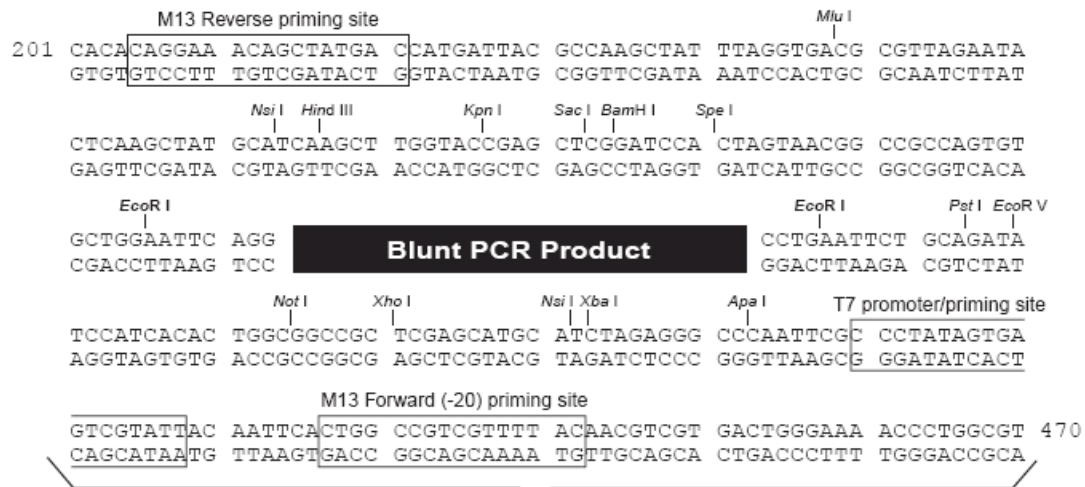 M13 Reverse priming site
Mlu I
201 CACACAGGAA ACAGCTATGAC CATGATTAC GCCAAGCTAT TTAGGTGACG CGTTAGAATA
GTGTGTCCTT TGTCGATACTG GTACTAATG CGGTTCGATA AATCCACTGC GCAATCTTAT
Nsi I Hind III Kpn I Sac I BamH I Spe I
CTCAAGCTAT GCATCAAGCT TGGTACCGAG CTCGGATCCA CTAGTAACGG CCGCCAGTGT
GAGTTCGATA CGTAGTTCGA ACCATGGCTC GAGCCTAGGT GATCATTGCC GGCGGTCACA
EcoR I EcoR I Pst I EcoR V
GCTGGAATTC AGG Blunt PCR Product CCTGAATTCT GCAGATA
CGACCTTAAG TCC GGACTTAAGA CGTCTAT
Not I Xho I Nsi I Xba I Apa I T7 promoter/priming site
TCCATCACAC TGGCGGCCGC TCGAGCATGC ATCTAGAGGG CCCAATTCGC CCTATAGTGA
AGGTAGTGTG ACCGCCGGCG AGCTCGTACG TAGATCTCCC GGGTTAAGCG GGATATCACT
M13 Forward (-20) priming site
GTCGTATTAC AATTCACTGG CCGTCGTTTT ACAACGTCGT GACTGGGAAA ACCCTGGCGT 470
CAGCATAATG TTAAGTGACC GGCAGCAAAA TGTTGCAGCA CTGACCCTTT TGGGACCGCA